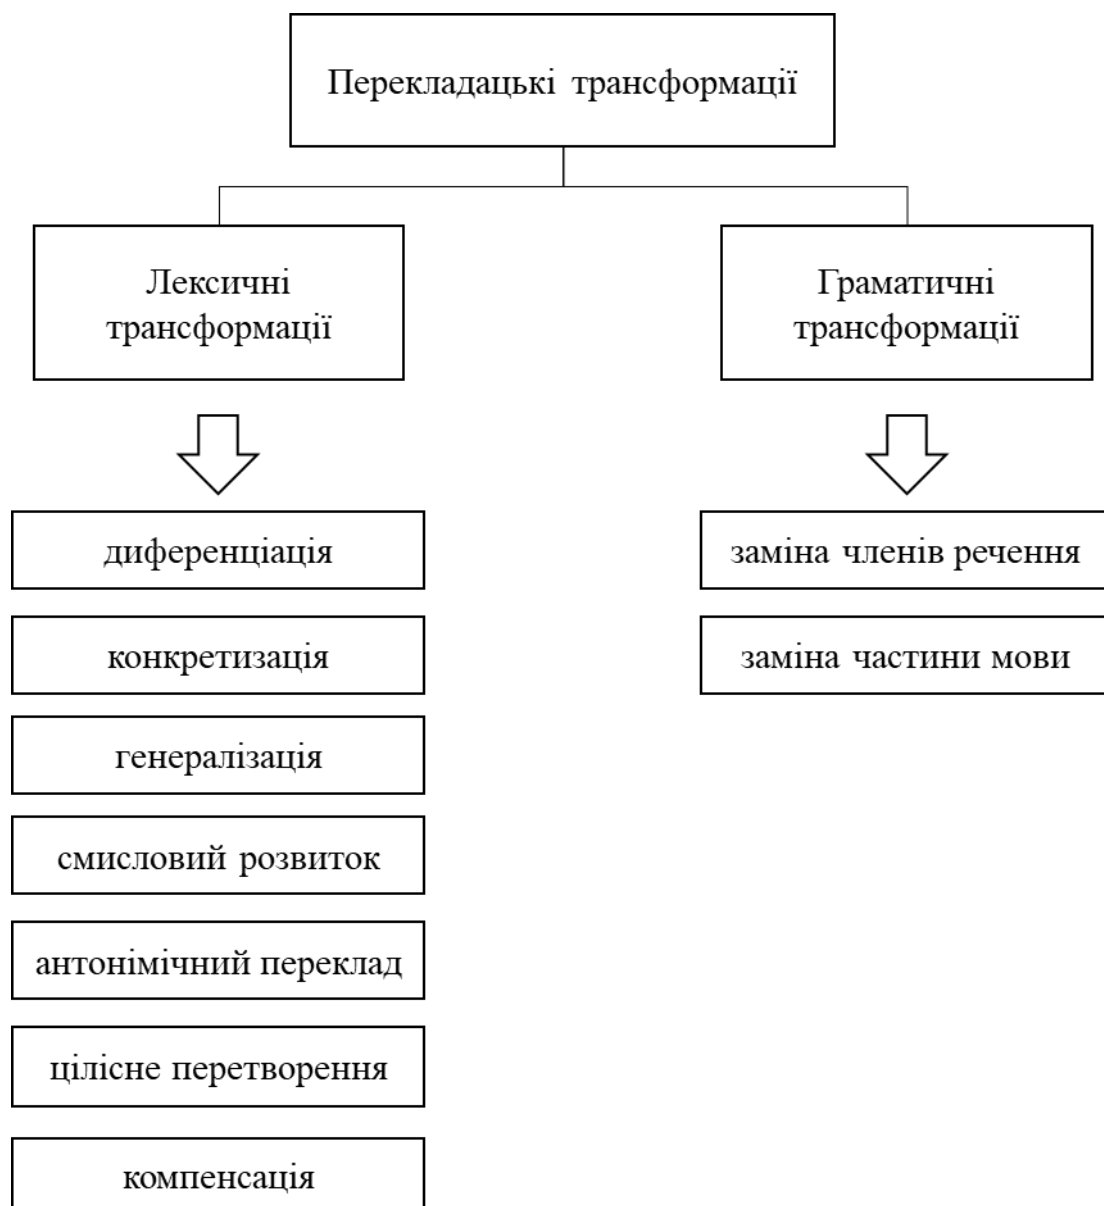 Перекладацькі трансформації
Лексичні
трансформації
Граматичні
трансформації
диференціація
конкретизація
генералізація
смисловий розвиток
антонімічний переклад
цілісне перетворення
компенсація
заміна членів речення
заміна частини мови